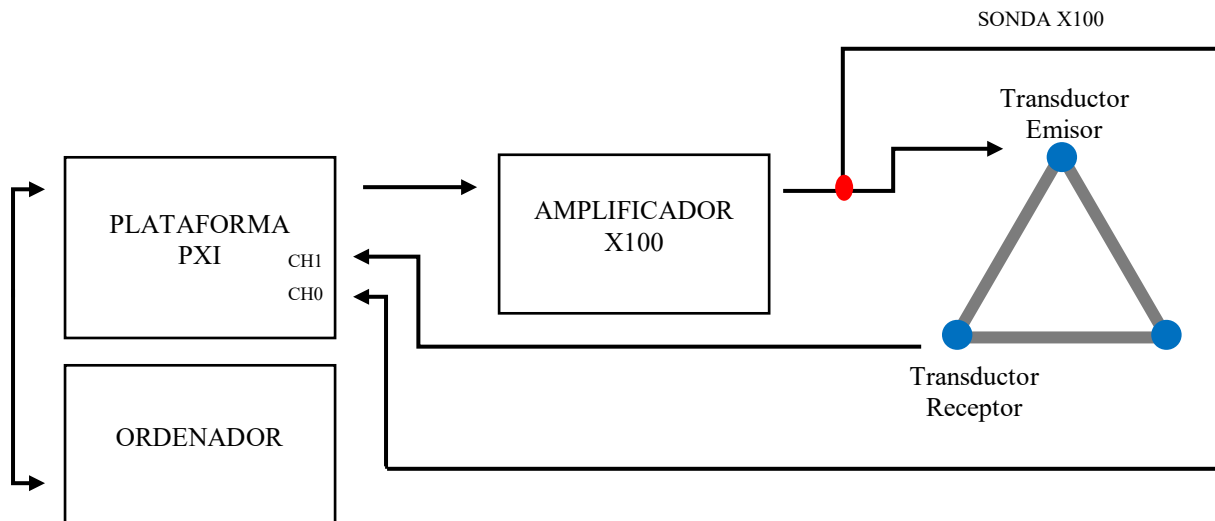 SONDA X100
Transductor
Emisor
PLATAFORMA
PXI
CH1
CH0
AMPLIFICADOR
X100
Transductor
Receptor
ORDENADOR